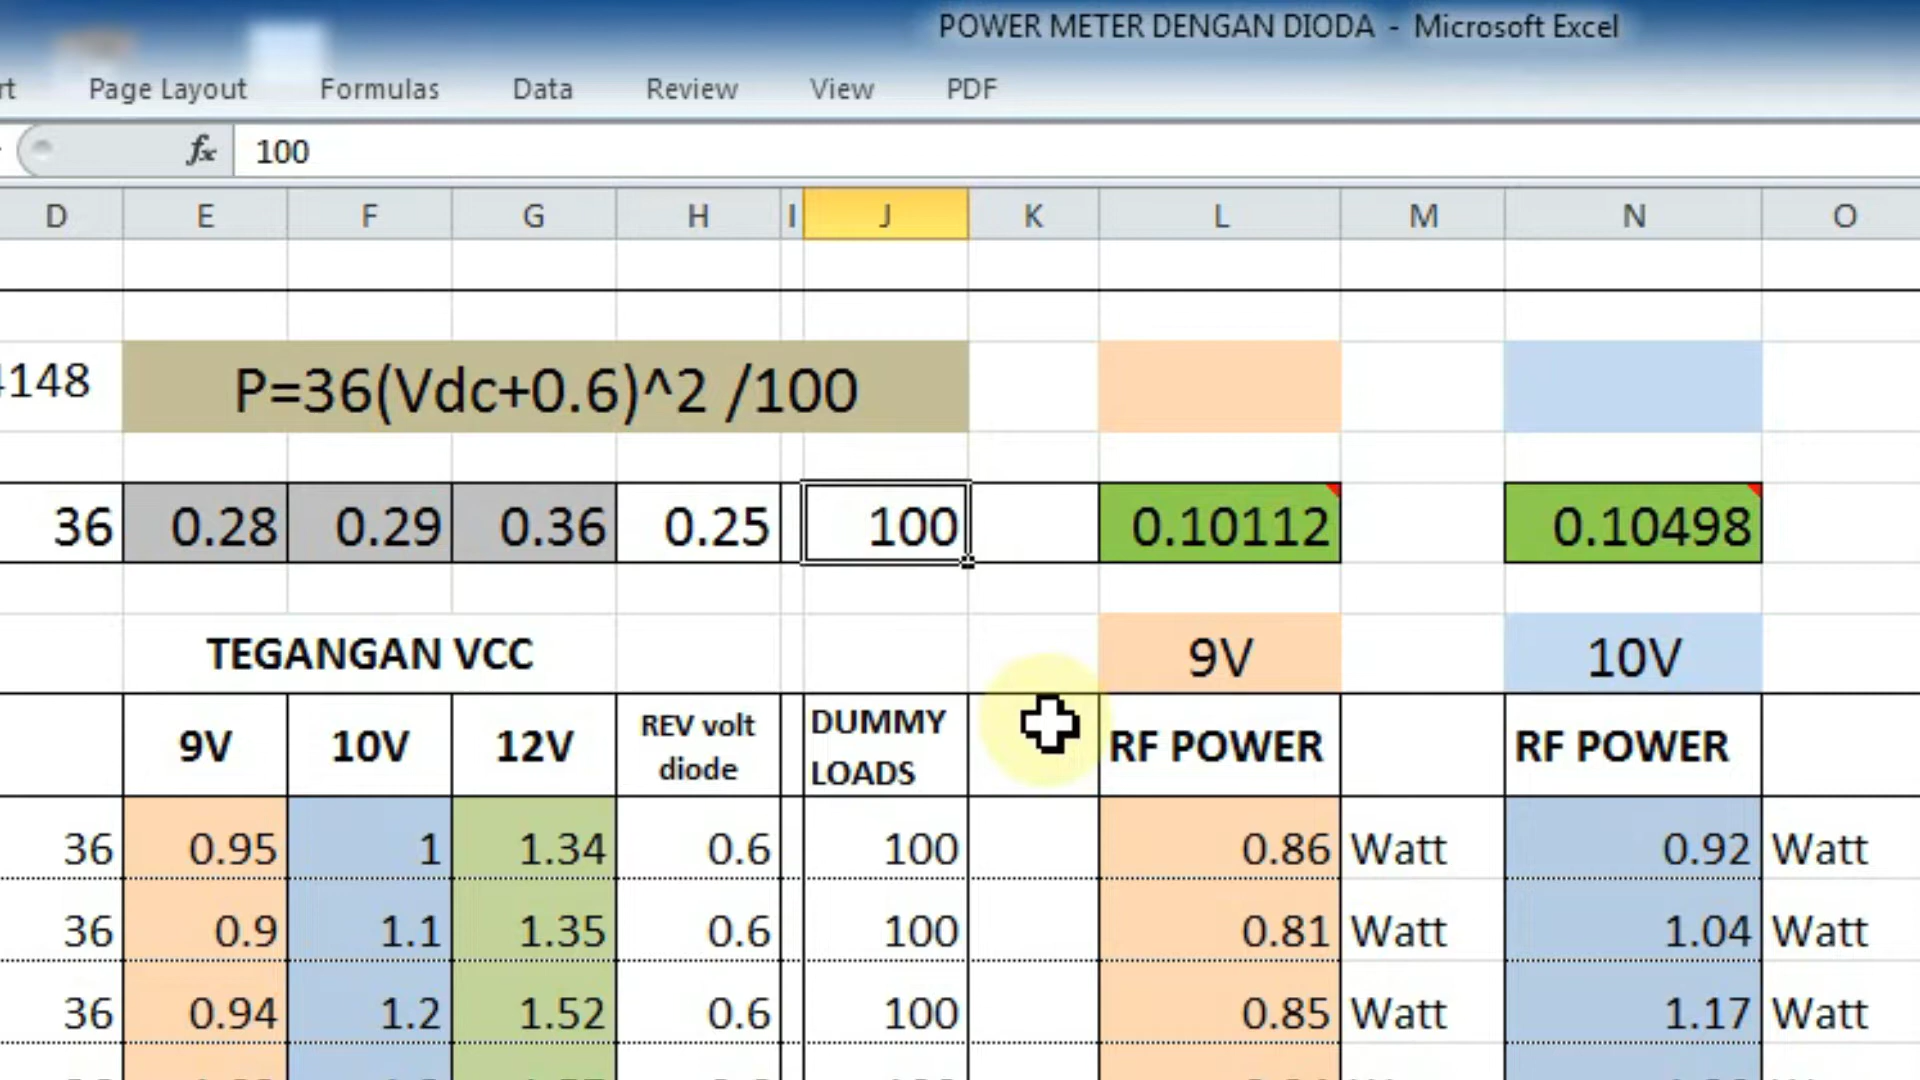 POWER METER DENGAN DIODA - Microsoft Excel
rt Page Layout Formulas Data Review View PDF
fx 100
D E F G H I J K L M N O
4148 P=36(Vdc+0.6)^2 /100
36 0.28 0.29 0.36 0.25 100 0.10112 0.10498
TEGANGAN VCC 9V 10V
9V 10V 12V REV volt diode DUMMY LOADS RF POWER RF POWER
36 0.95 1 1.34 0.6 100 0.86 Watt 0.92 Watt
36 0.9 1.1 1.35 0.6 100 0.81 Watt 1.04 Watt
36 0.94 1.2 1.52 0.6 100 0.85 Watt 1.17 Watt